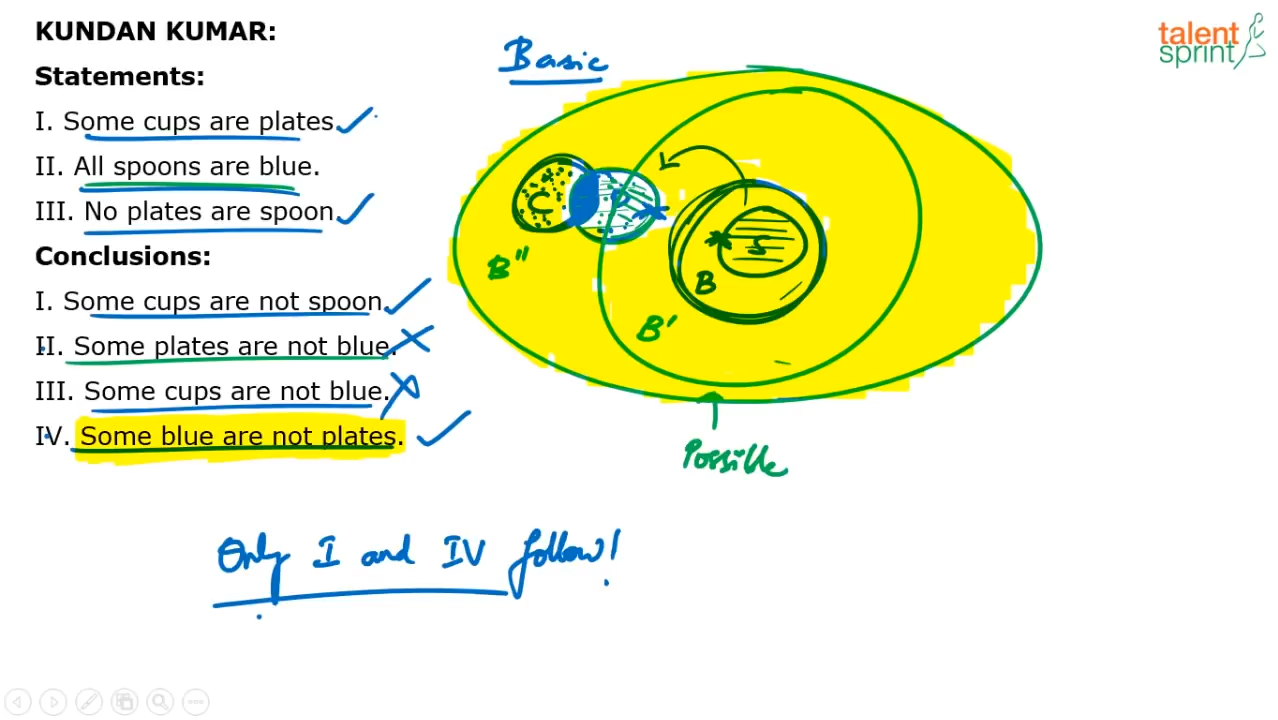 KUNDAN KUMAR:
Statements:
I. Some cups are plates.
II. All spoons are blue.
III. No plates are spoon.
Conclusions:
I. Some cups are not spoon.
II. Some plates are not blue.
III. Some cups are not blue.
IV. Some blue are not plates.
Basic
talent
sprint
C
P
S
B
B'
B"
Possible
Only I and IV follow!